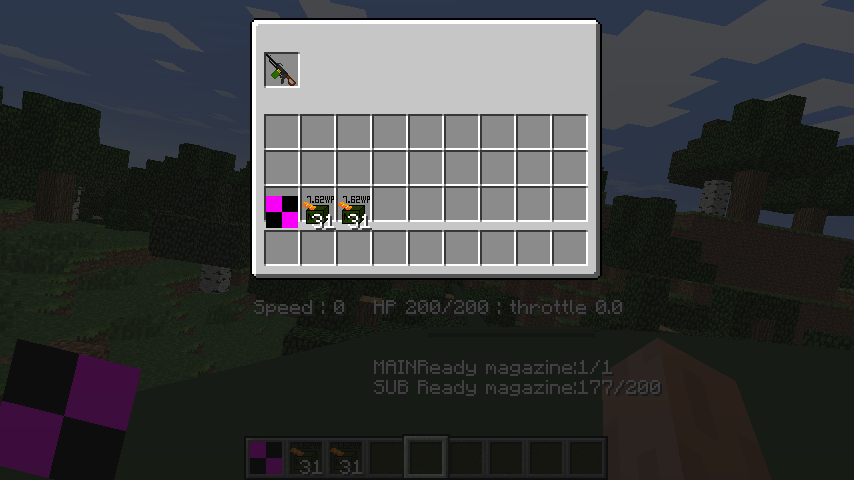 7.62WP 7.62WP
31 31
Speed : 0 HP 200/200 : throttle 0.0
MAINReady magazine:1/1
SUB Ready magazine:177/200
31 31